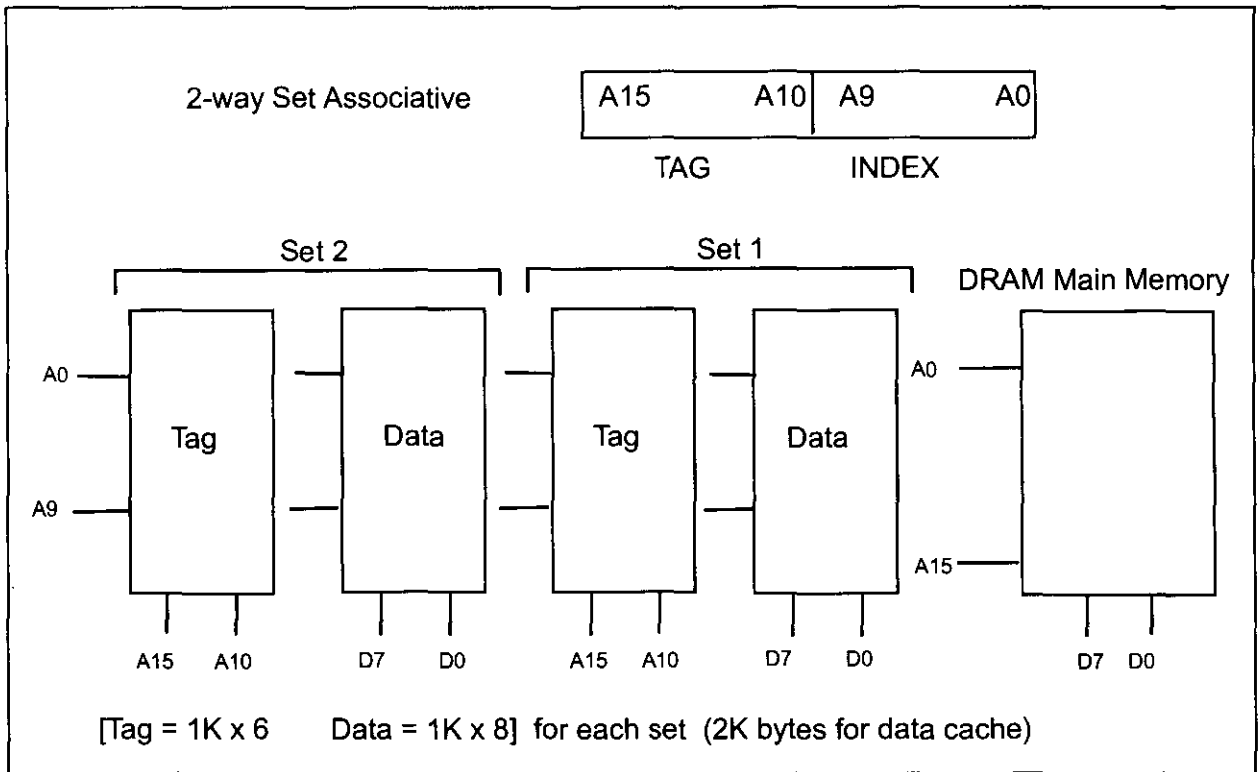 2-way Set Associative
A15 A10 A9 A0
TAG INDEX
Set 2 Set 1
DRAM Main Memory
A0 A0
Tag Data Tag Data
A9
A15
A15 A10 D7 D0 A15 A10 D7 D0 D7 D0
[Tag = 1K x 6 Data = 1K x 8] for each set (2K bytes for data cache)